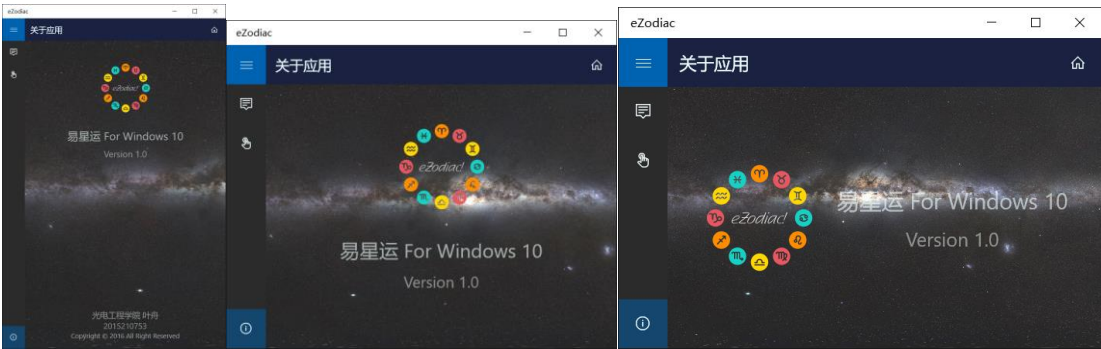 eZodiac
关于应用
eZodiac!
易星运 For Windows 10
Version 1.0
光电工程学院 叶舟
2015210753
Copyright © 2016 All Right Reserved
eZodiac
关于应用
eZodiac!
易星运 For Windows 10
Version 1.0
eZodiac
关于应用
eZodiac!
易星运 For Windows 10
Version 1.0